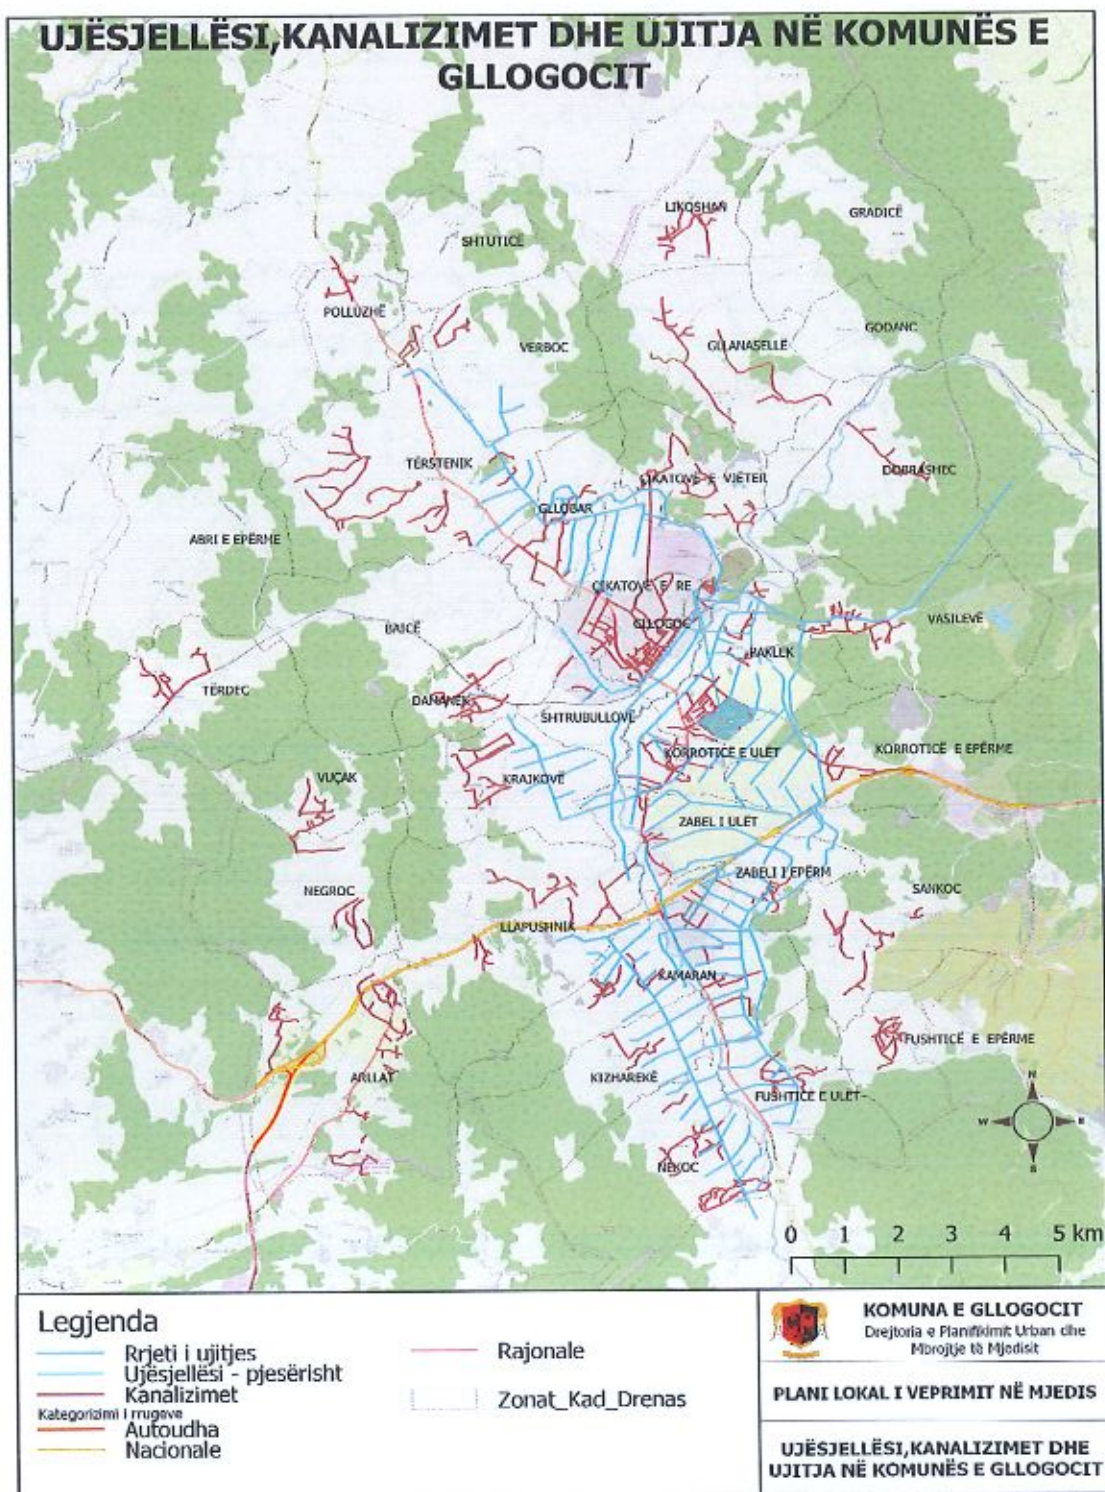 UJËSJELLËSI,KANALIZIMET DHE UJITJA NË KOMUNËS E
GLLOGOCIT
LIKOSHAN
GRADICË
SHTUTICË
POLLUZHË
GODANC
VERBOC
GLLANASELLË
TËRSTENIK
ÇIKATOVË E VJETËR
DOBRASHEC
GLLOBAR
ABRI E EPËRME
ÇIKATOVË E RE
GLLOGOC
VASILEVË
BAICË
PAKLEK
TËRDEC
DAMANEK
SHTRUBULLOVË
KORROTICË E ULËT
KORROTICË E EPËRME
KRAJKOVË
VUÇAK
ZABEL I ULËT
ZABELI I EPËRM
NEGROC
SANKOC
LLAPUSHNIK
KAMARAN
FUSHTICË E EPËRME
ARLLAT
KIZHAREKË
FUSHTICË E ULËT
NEKOC
N
W
E
S
0 1 2 3 4 5 km
Legjenda
Rrjeti i ujitjes
Ujësjellësi - pjesërisht
Kanalizimet
Kategorizimi i rrugeve
Autoudha
Nacionale
Rajonale
Zonat_Kad_Drenas
KOMUNA E GLLOGOCIT
Drejtoria e Planifikimit Urban dhe
Mbrojtje të Mjedisit
PLANI LOKAL I VEPRIMIT NË MJEDIS
UJËSJELLËSI,KANALIZIMET DHE
UJITJA NË KOMUNËS E GLLOGOCIT